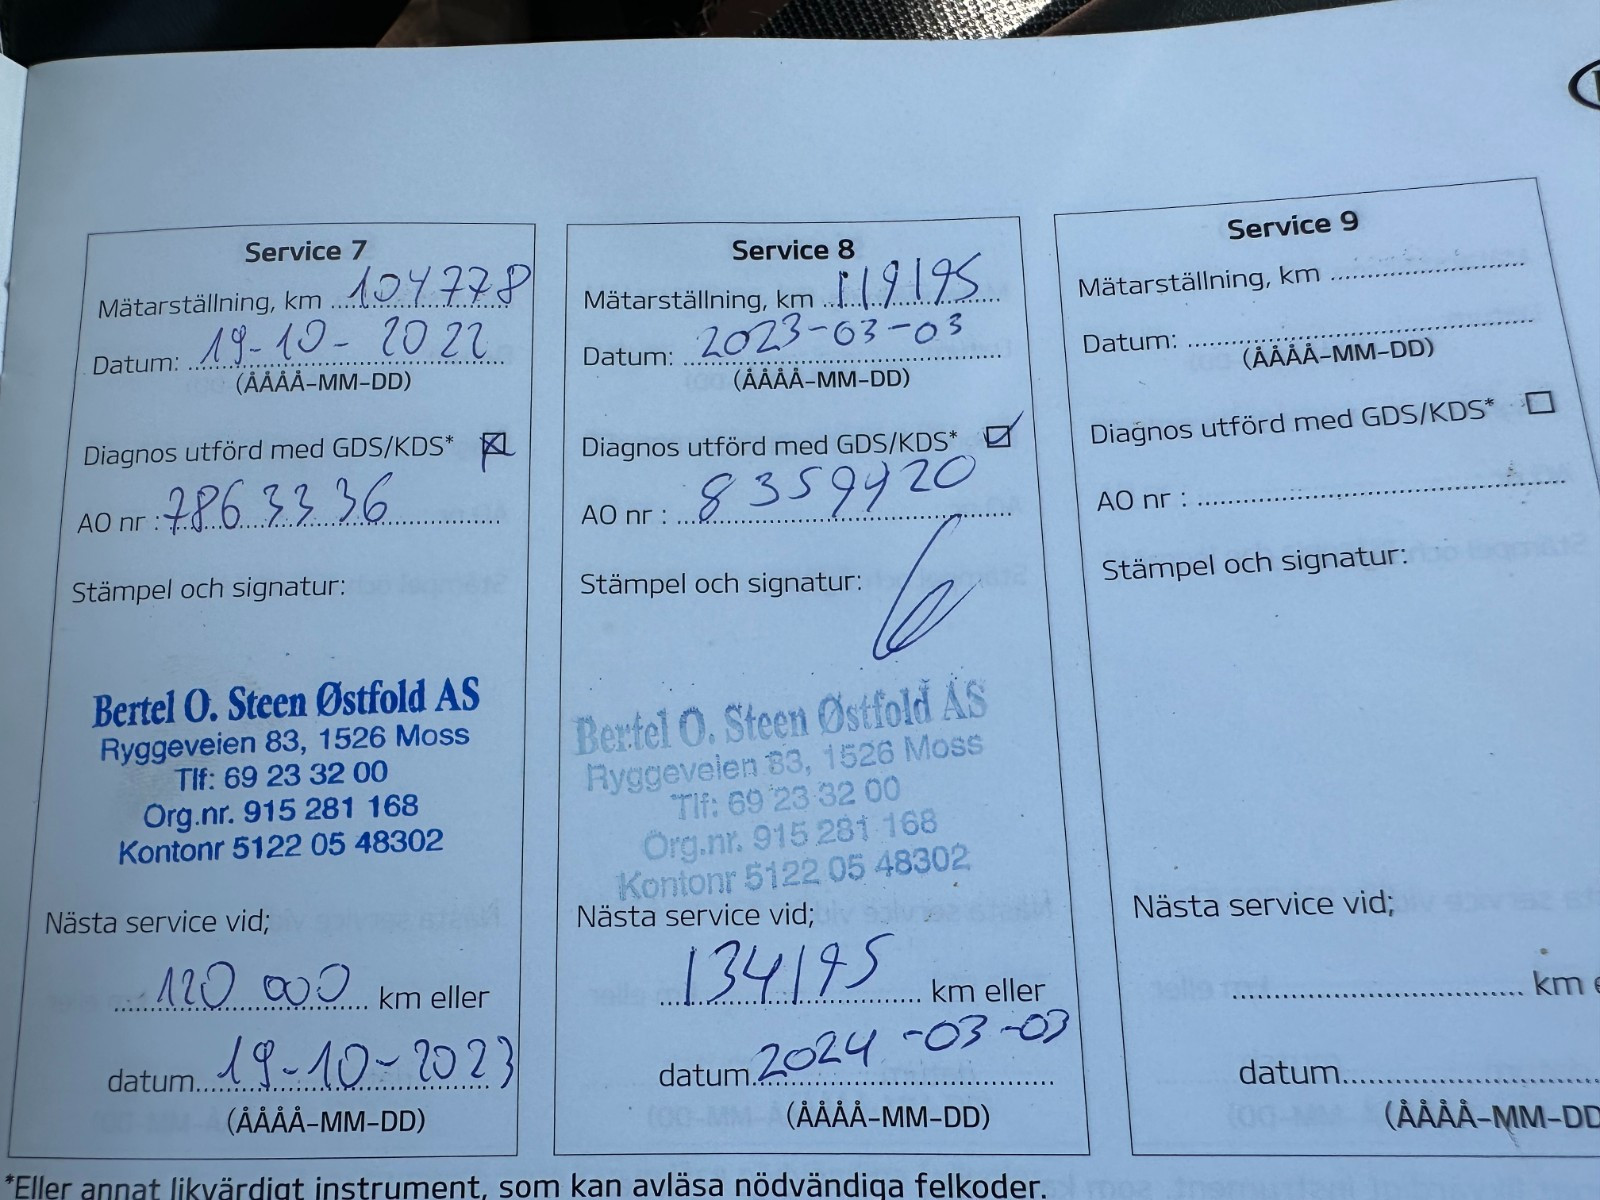 Service 7
Mätarställning, km 104778
Datum: 19-10-2022
(ÅÅÅÅ-MM-DD)
Diagnos utförd med GDS/KDS*
AO nr : 7863336
Stämpel och signatur:
Bertel O. Steen Østfold AS
Ryggeveien 83, 1526 Moss
Tlf: 69 23 32 00
Org.nr. 915 281 168
Kontonr 5122 05 48302
Nästa service vid;
120 000 km eller
datum 19-10-2023
(ÅÅÅÅ-MM-DD)
Service 8
Mätarställning, km 119195
Datum: 2023-03-03
(ÅÅÅÅ-MM-DD)
Diagnos utförd med GDS/KDS*
AO nr : 8359420
Stämpel och signatur:
Bertel O. Steen Østfold AS
Ryggeveien 83, 1526 Moss
Tlf: 69 23 32 00
Org.nr. 915 281 168
Kontonr 5122 05 48302
Nästa service vid;
134195 km eller
datum 2024-03-03
(ÅÅÅÅ-MM-DD)
Service 9
Mätarställning, km
Datum:
(ÅÅÅÅ-MM-DD)
Diagnos utförd med GDS/KDS*
AO nr :
Stämpel och signatur:
Nästa service vid;
km e
datum
(ÅÅÅÅ-MM-DD
*Eller annat likvärdigt instrument, som kan avläsa nödvändiga felkoder.